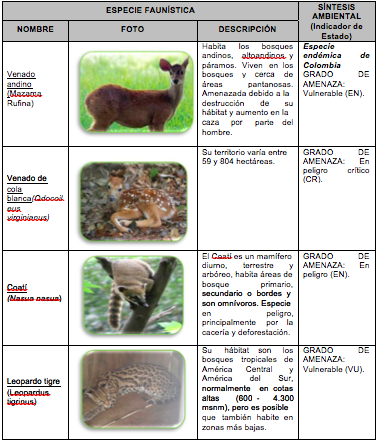 ESPECIE FAUNÍSTICA
SÍNTESIS
AMBIENTAL
(Indicador de
Estado)
NOMBRE
FOTO
DESCRIPCIÓN
Venado
andino
(Mazama
Rufina)
Habita los bosques
andinos, altoandinos y
páramos. Viven en los
bosques y cerca de
áreas pantanosas.
Amenazada debido a la
destrucción de su
hábitat y aumento en la
caza por parte del
hombre.
Especie
endémica de
Colombia
GRADO DE
AMENAZA:
Vulnerable (EN).
Venado de
cola
blanca(Odocoil
eus
virginianus)
Su territorio varía entre
59 y 804 hectáreas.
GRADO DE
AMENAZA: En
peligro crítico
(CR).
Coatí
(Nasua nasua)
El Coatí es un mamífero
diurno, terrestre y
arbóreo, habita áreas de
bosque primario,
secundario o bordes y
son omnívoros. Especie
en peligro,
principalmente por la
cacería y deforestación.
GRADO DE
AMENAZA: En
peligro (EN).
Leopardo tigre
(Leopardus
tigrinus)
Su hábitat son los
bosques tropicales de
América Central y
América del Sur,
normalmente en cotas
altas (600 - 4.300
msnm), pero es posible
que también habite en
zonas más bajas.
GRADO DE
AMENAZA:
Vulnerable (VU).